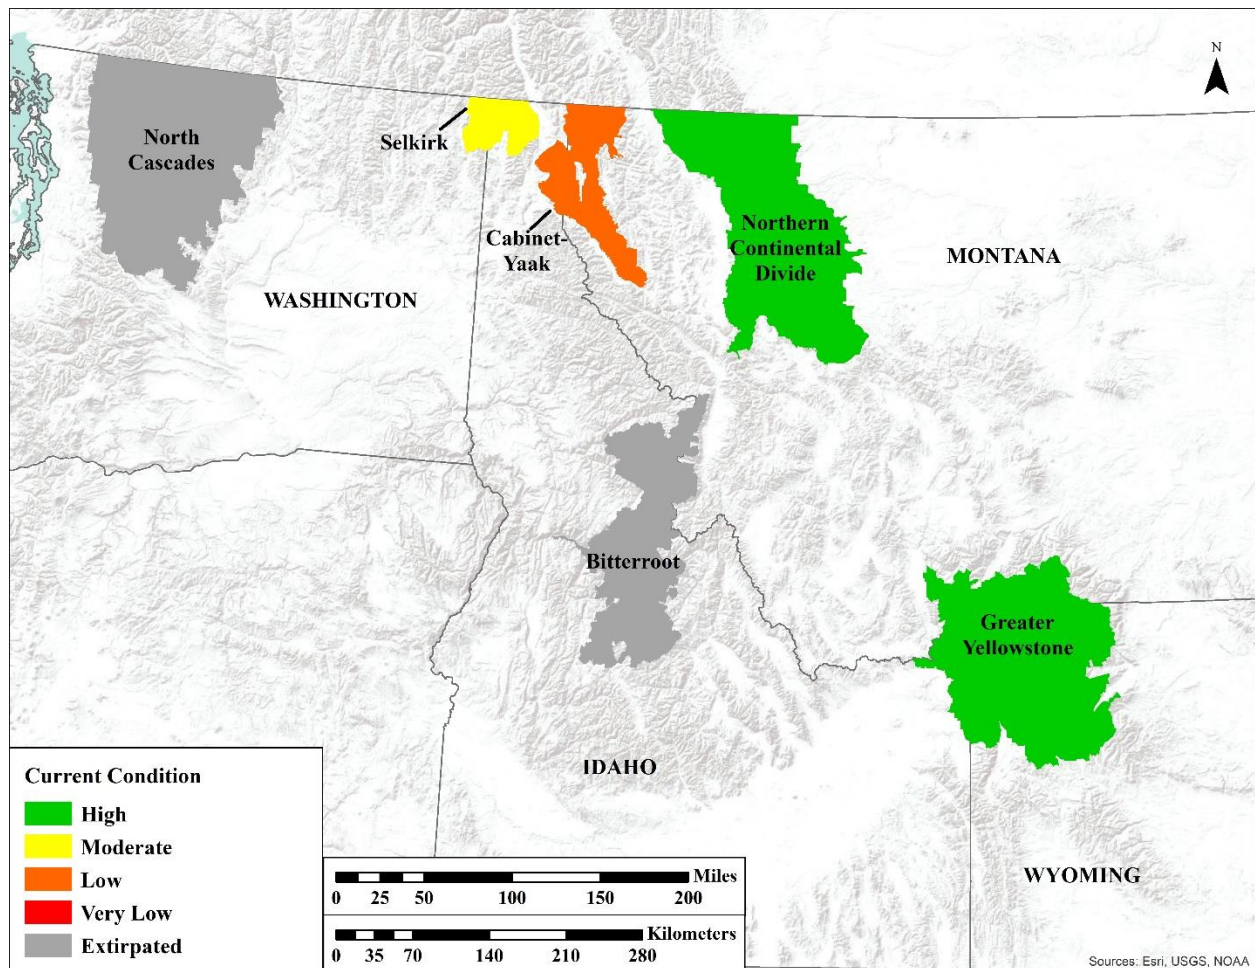 N
North
Cascades
Selkirk
Cabinet-
Yaak
Northern
Continental
Divide
MONTANA
WASHINGTON
Bitterroot
Greater
Yellowstone
IDAHO
WYOMING
Current Condition
High
Moderate
Low
Very Low
Extirpated
Miles
0 25 50 100 150 200
Kilometers
0 35 70 140 210 280
Sources: Esri, USGS, NOAA